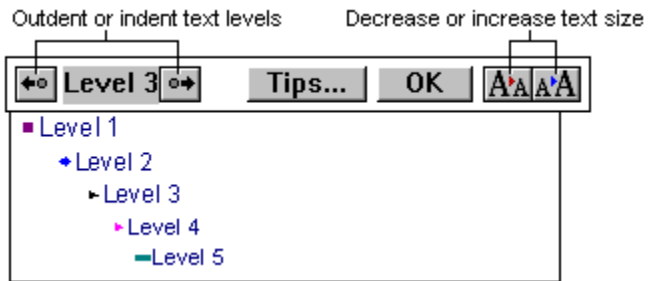 Outdent or indent text levels Decrease or increase text size
Level 3 Tips... OK AA AA
Level 1
Level 2
Level 3
Level 4
Level 5